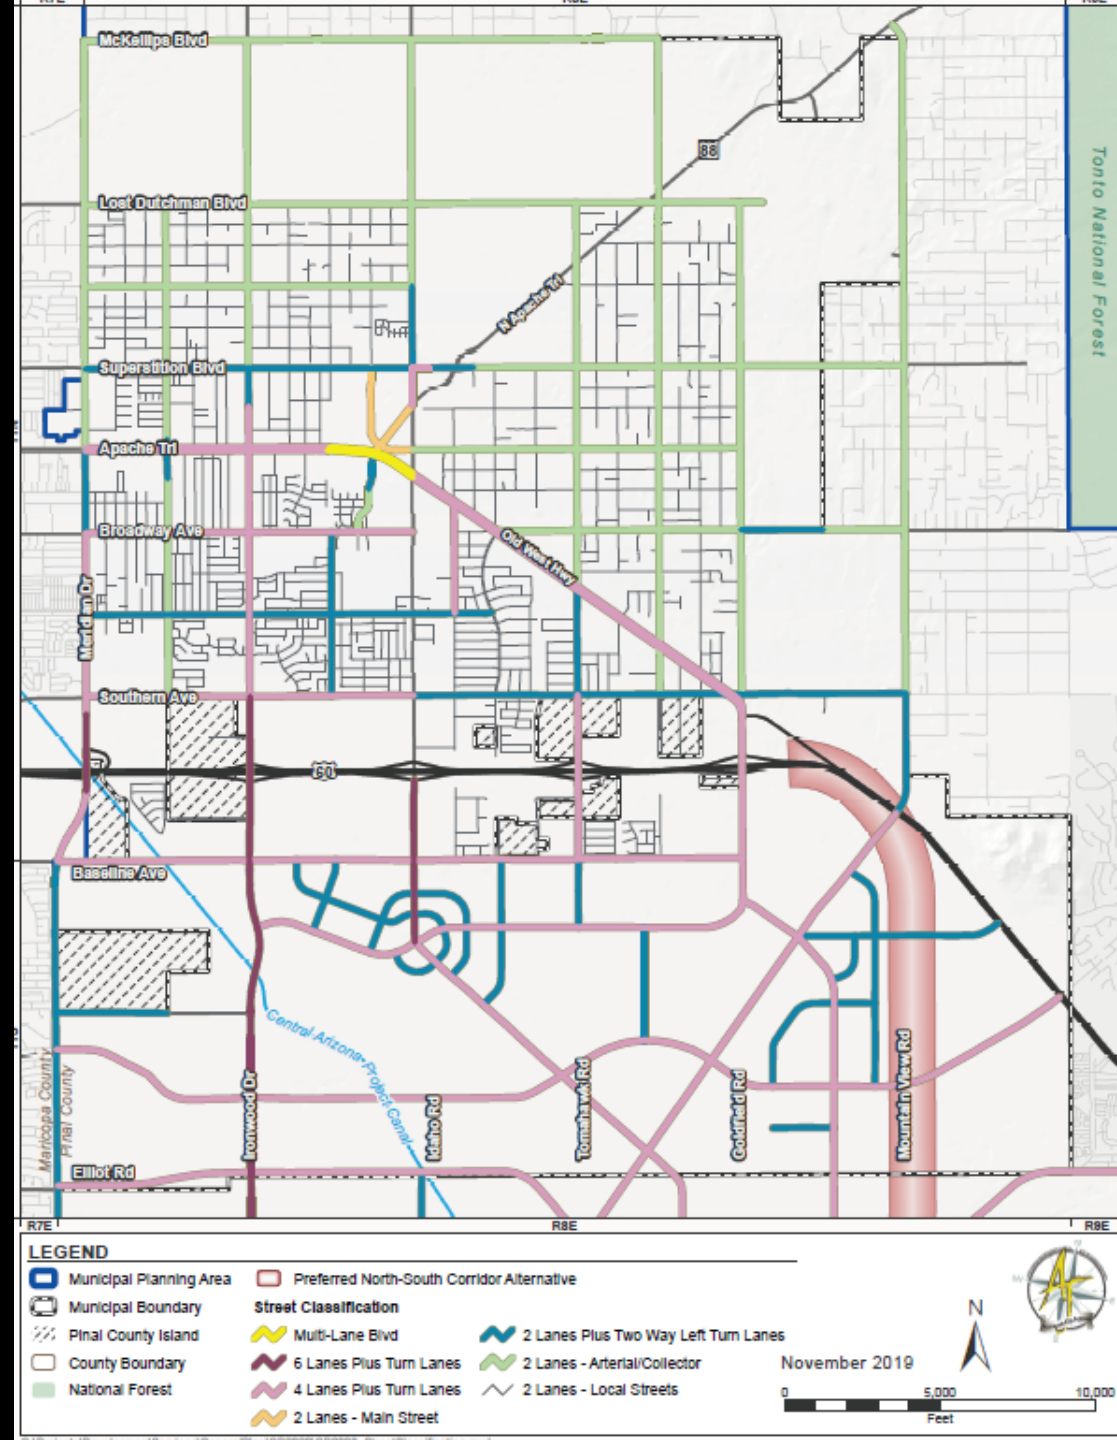 R7E
R8E
R9E
McKellips Blvd
88
Tonto National Forest
Lost Dutchman Blvd
N Apache Trl
Superstition Blvd
Apache Trl
Broadway Ave
Old West Hwy
Meridian Dr
Southern Ave
60
Baseline Ave
Central Arizona Project Canal
Maricopa County
Pinal County
Ironwood Dr
Idaho Rd
Tomahawk Rd
Goldfield Rd
Mountain View Rd
Elliot Rd
R7E
R8E
R9E
LEGEND
Municipal Planning Area
Municipal Boundary
Pinal County Island
County Boundary
National Forest
Preferred North-South Corridor Alternative
Street Classification
Multi-Lane Blvd
6 Lanes Plus Turn Lanes
4 Lanes Plus Turn Lanes
2 Lanes - Main Street
2 Lanes Plus Two Way Left Turn Lanes
2 Lanes - Arterial/Collector
2 Lanes - Local Streets
November 2019
N
0 5,000 10,000
Feet